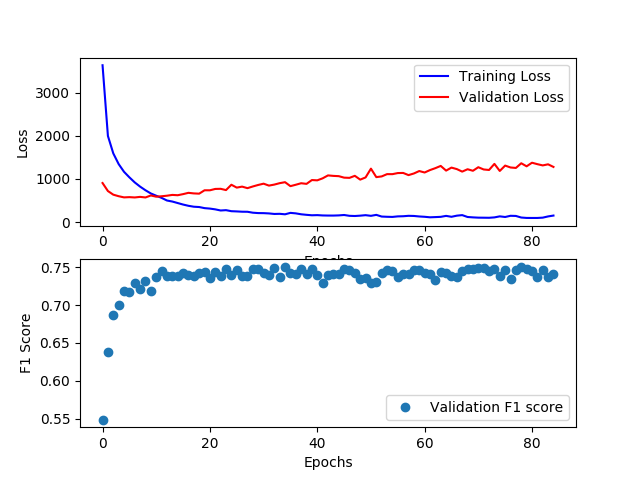 Training Loss
Validation Loss
Loss
3000
2000
1000
0
0 20 40 60 80
Epochs
F1 Score
0.75
0.70
0.65
0.60
0.55
Validation F1 score
0 20 40 60 80
Epochs